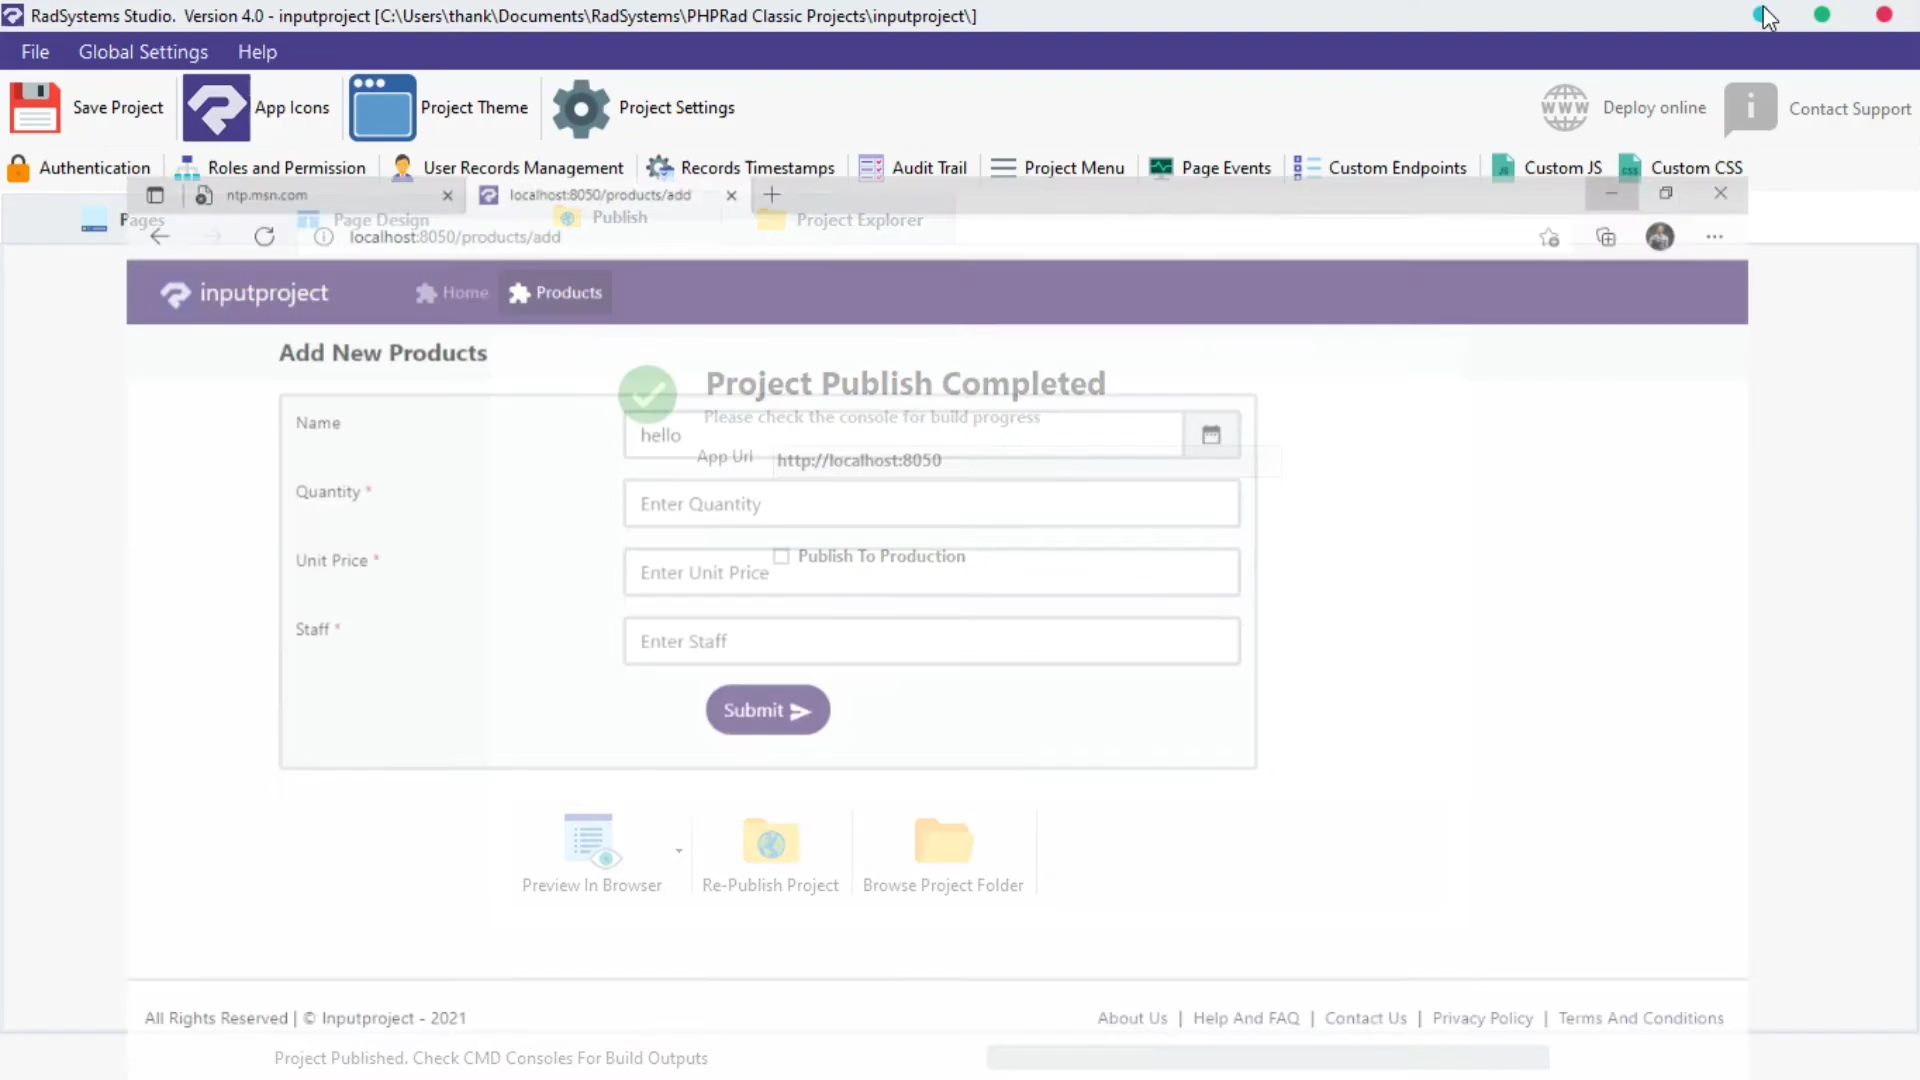 RadSystems Studio. Version 4.0 - inputproject [C:\Users\thank\Documents\RadSystems\PHPRad Classic Projects\inputproject\]
File Global Settings Help
Save Project App Icons Project Theme Project Settings WWW Deploy online Contact Support
Authentication Roles and Permission User Records Management Records Timestamps Audit Trail Project Menu Page Events Custom Endpoints Custom JS Custom CSS
ntp.msn.com localhost:8050/products/add
Pages Page Design Publish Project Explorer
localhost:8050/products/add
inputproject Home Products
Add New Products
Project Publish Completed
Please check the console for build progress
Name hello
App Url http://localhost:8050
Quantity * Enter Quantity
Publish To Production
Unit Price * Enter Unit Price
Staff * Enter Staff
Submit
Preview In Browser Re-Publish Project Browse Project Folder
All Rights Reserved | © Inputproject - 2021 About Us | Help And FAQ | Contact Us | Privacy Policy | Terms And Conditions
Project Published. Check CMD Consoles For Build Outputs